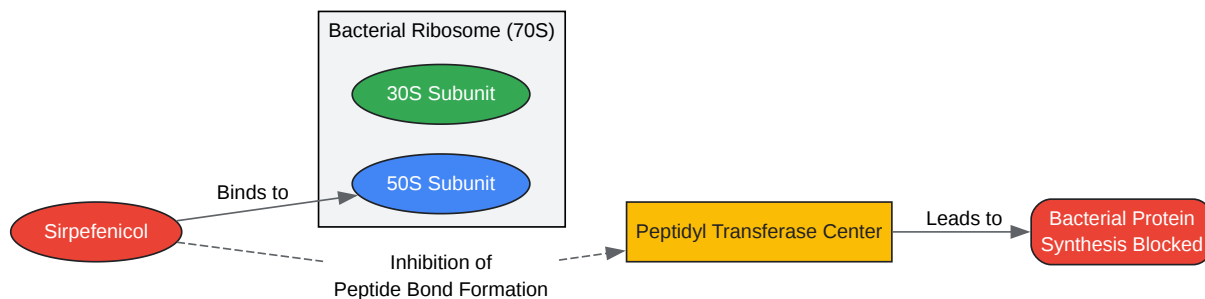 Bacterial Ribosome (70S)
30S Subunit
50S Subunit
Binds to
Sirpefenicol
Inhibition of
Peptide Bond Formation
Peptidyl Transferase Center
Leads to
Bacterial Protein
Synthesis Blocked